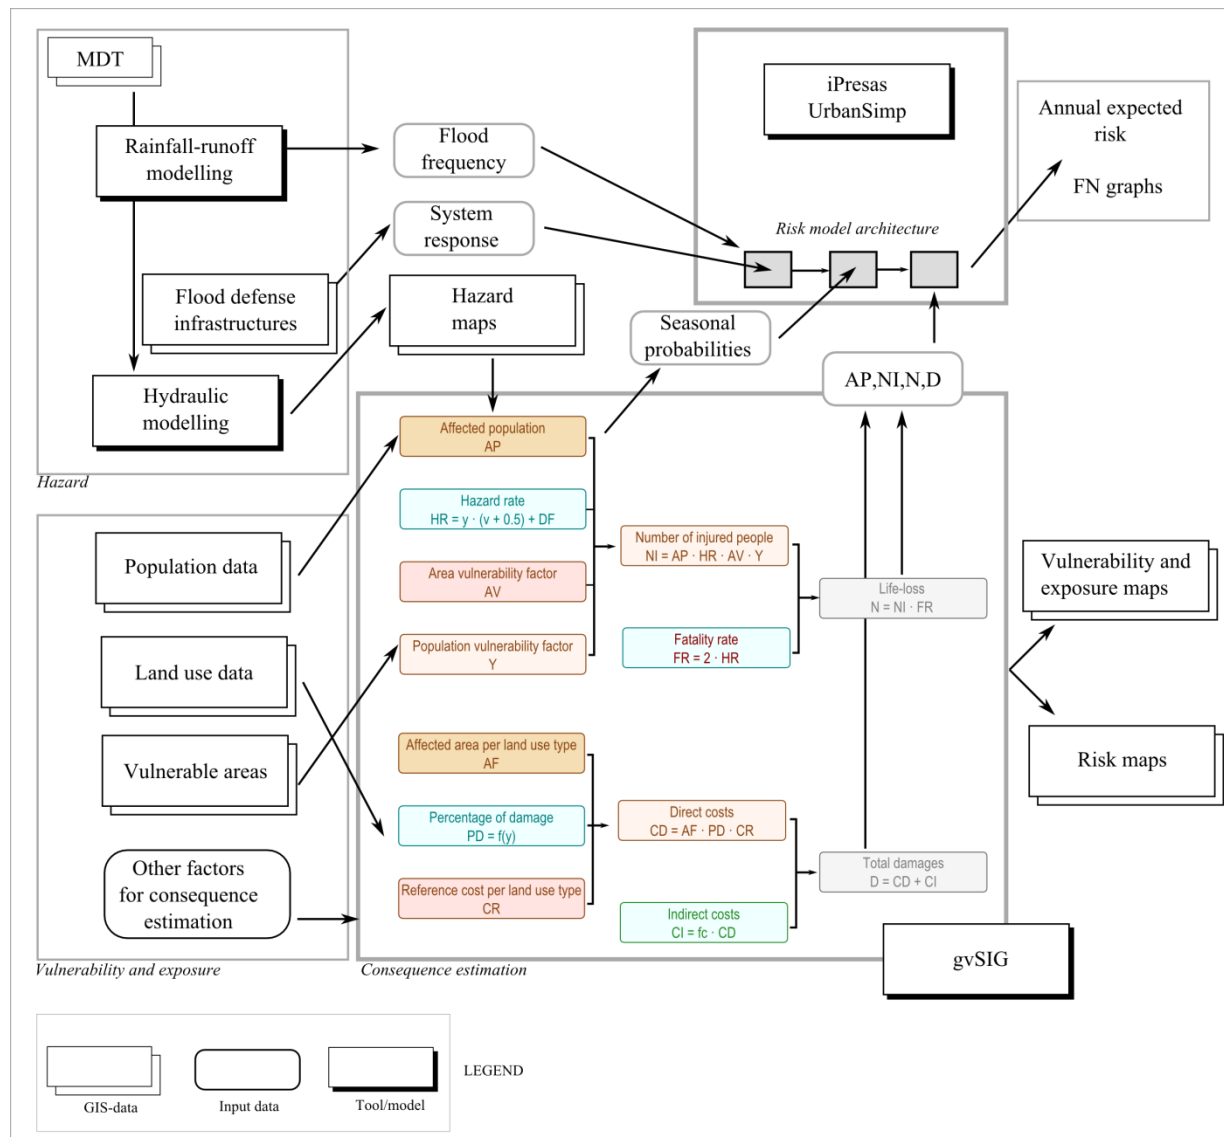 MDT
Rainfall-runoff
modelling
Flood defense
infrastructures
Hydraulic
modelling
Hazard
Flood
frequency
System
response
Hazard
maps
Seasonal
probabilities
iPresas
UrbanSimp
Risk model architecture
Annual expected
risk
FN graphs
AP,NI,N,D
Population data
Land use data
Vulnerable areas
Other factors
for consequence
estimation
Vulnerability and exposure
Affected population
AP
Hazard rate
HR = y · (v + 0.5) + DF
Area vulnerability factor
AV
Population vulnerability factor
Y
Number of injured people
NI = AP · HR · AV · Y
Fatality rate
FR = 2 · HR
Life-loss
N = NI · FR
Affected area per land use type
AF
Percentage of damage
PD = f(y)
Reference cost per land use type
CR
Direct costs
CD = AF · PD · CR
Indirect costs
CI = fc · CD
Total damages
D = CD + CI
Consequence estimation
gvSIG
Vulnerability and
exposure maps
Risk maps
GIS-data
Input data
Tool/model
LEGEND